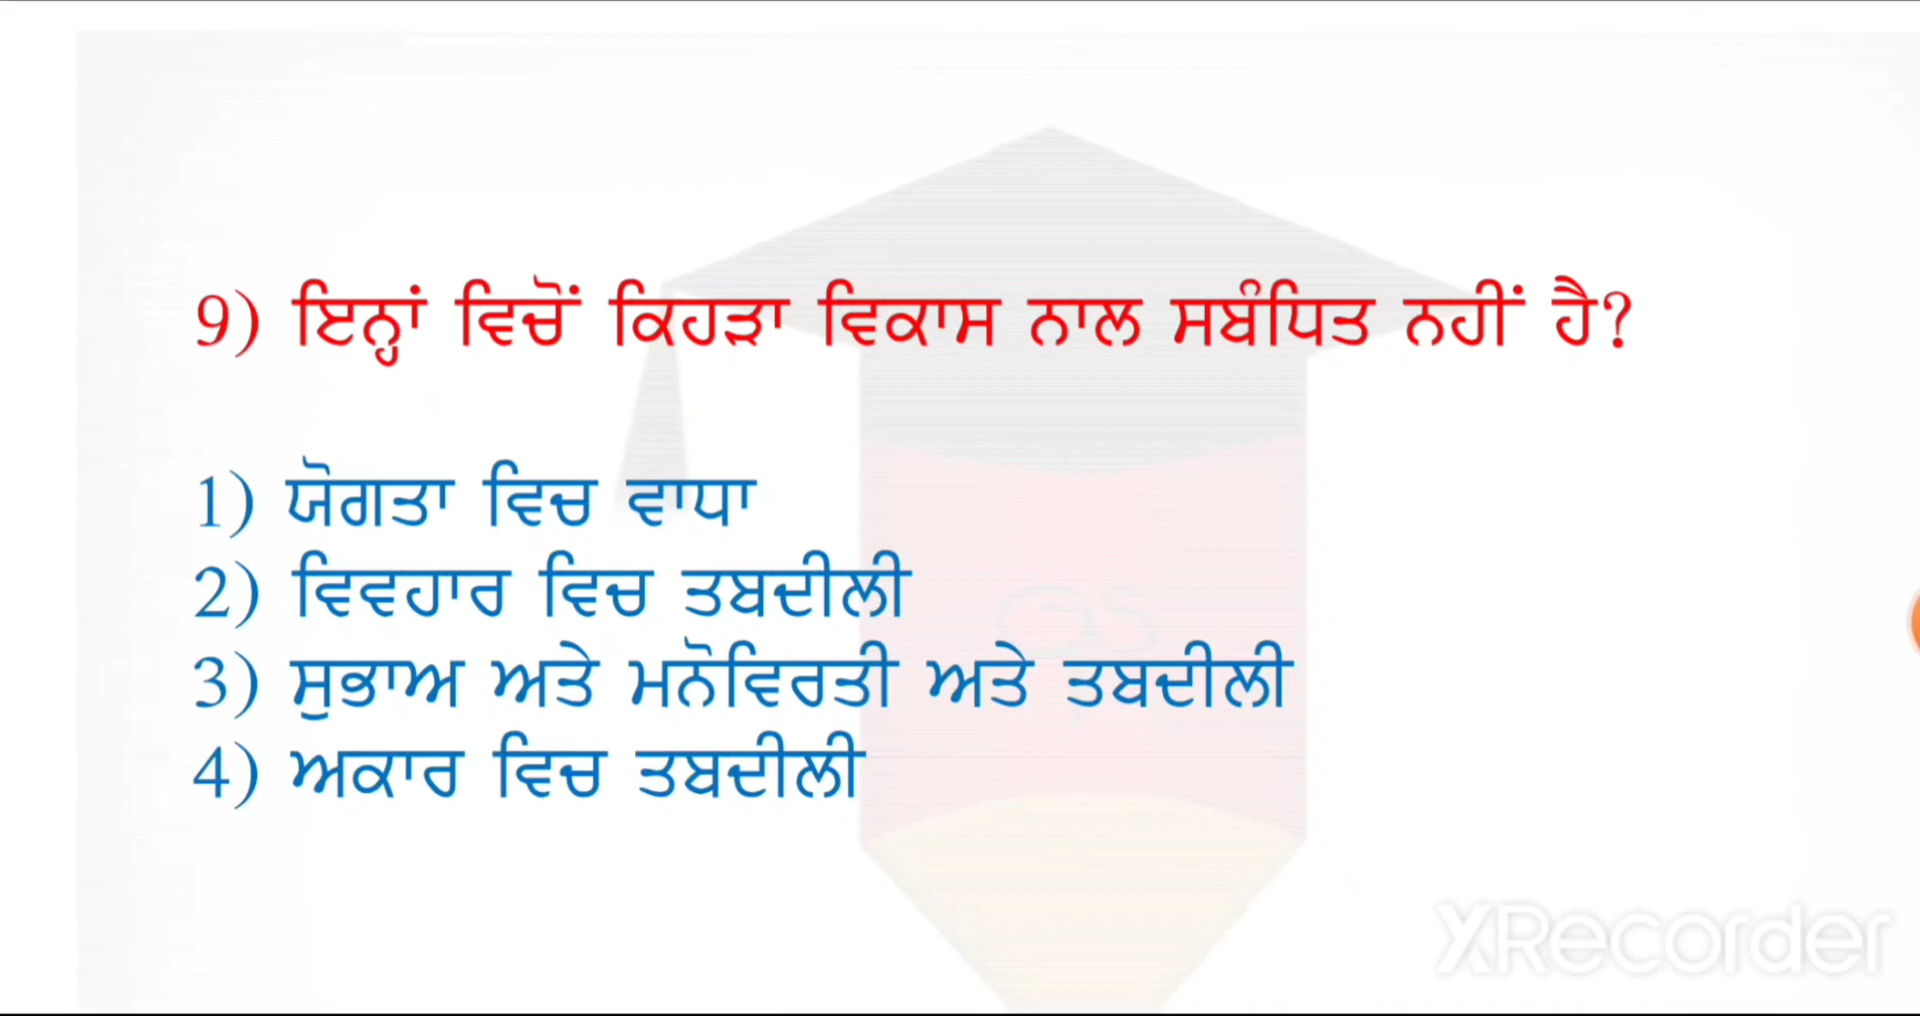 9) ਇਨ੍ਹਾਂ ਵਿਚੋਂ ਕਿਹੜਾ ਵਿਕਾਸ ਨਾਲ ਸਬੰਧਿਤ ਨਹੀਂ ਹੈ?
1) ਯੋਗਤਾ ਵਿਚ ਵਾਧਾ
2) ਵਿਵਹਾਰ ਵਿਚ ਤਬਦੀਲੀ
3) ਸੁਭਾਅ ਅਤੇ ਮਨੋਵਿਰਤੀ ਅਤੇ ਤਬਦੀਲੀ
4) ਅਕਾਰ ਵਿਚ ਤਬਦੀਲੀ
GS
XRecorder